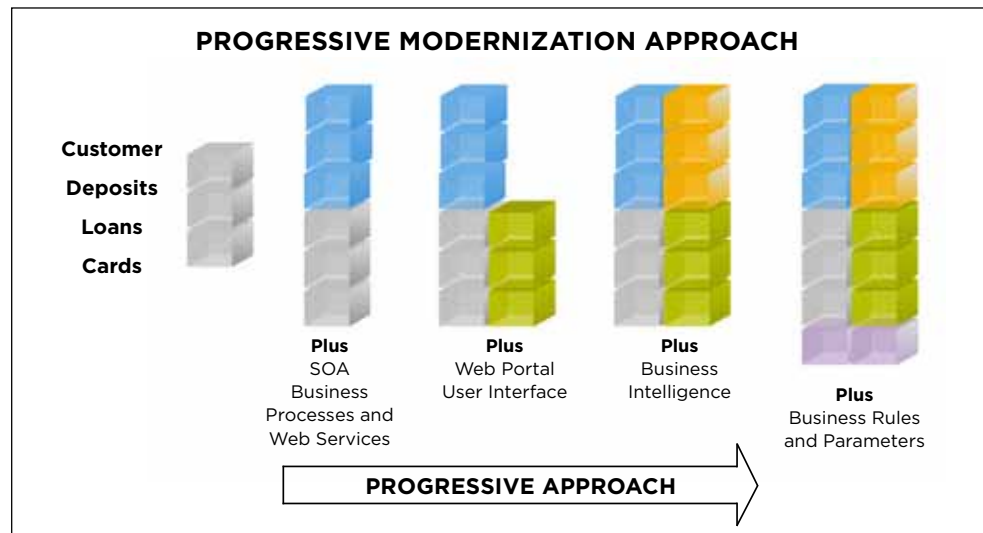 PROGRESSIVE MODERNIZATION APPROACH
Customer
Deposits
Loans
Cards
Plus
SOA
Business
Processes and
Web Services
Plus
Web Portal
User Interface
Plus
Business
Intelligence
Plus
Business Rules
and Parameters
PROGRESSIVE APPROACH